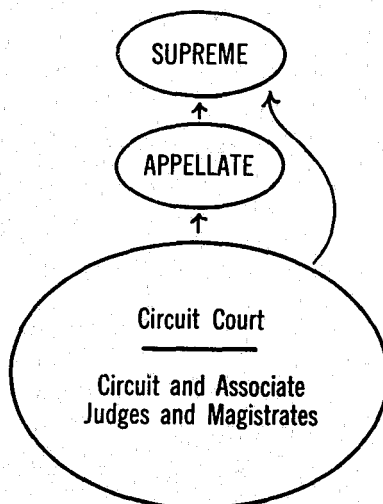 SUPREME
APPELLATE
Circuit Court
Circuit and Associate
Judges and Magistrates